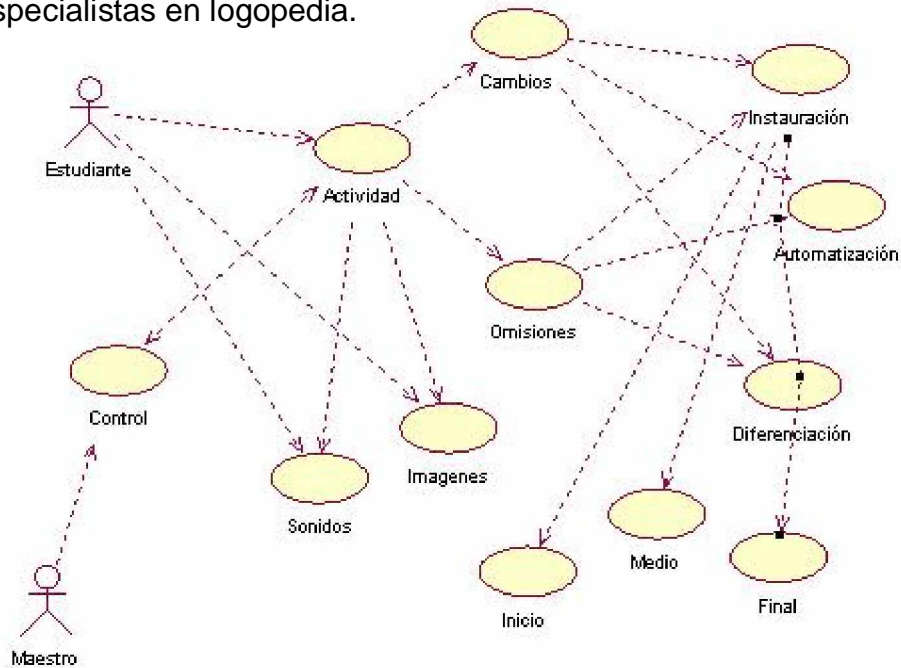 specialistas en logopedia.
Cambios
Instauración
Estudiante
Actividad
Automatización
Omisiones
Control
Diferenciación
Imagenes
Sonidos
Medio
Final
Inicio
Maestro